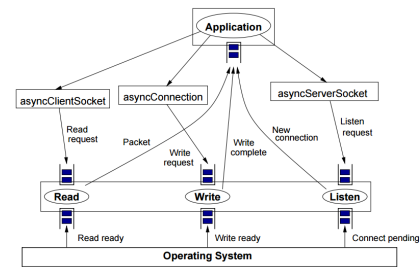 Application
asyncClientSocket
asyncConnection
asyncServerSocket
Read
request
Packet
Write
request
Write
complete
New
connection
Listen
request
Read
Write
Listen
Read ready
Write ready
Connect pending
Operating System